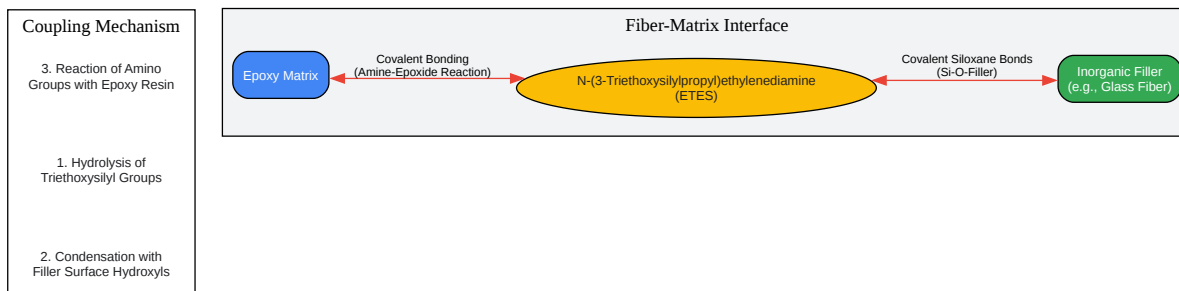 Coupling Mechanism
3. Reaction of Amino
Groups with Epoxy Resin
1. Hydrolysis of
Triethoxysilyl Groups
2. Condensation with
Filler Surface Hydroxyls
Fiber-Matrix Interface
Epoxy Matrix
Covalent Bonding
(Amine-Epoxide Reaction)
N-(3-Triethoxysilylpropyl)ethylenediamine
(ETES)
Covalent Siloxane Bonds
(Si-O-Filler)
Inorganic Filler
(e.g., Glass Fiber)